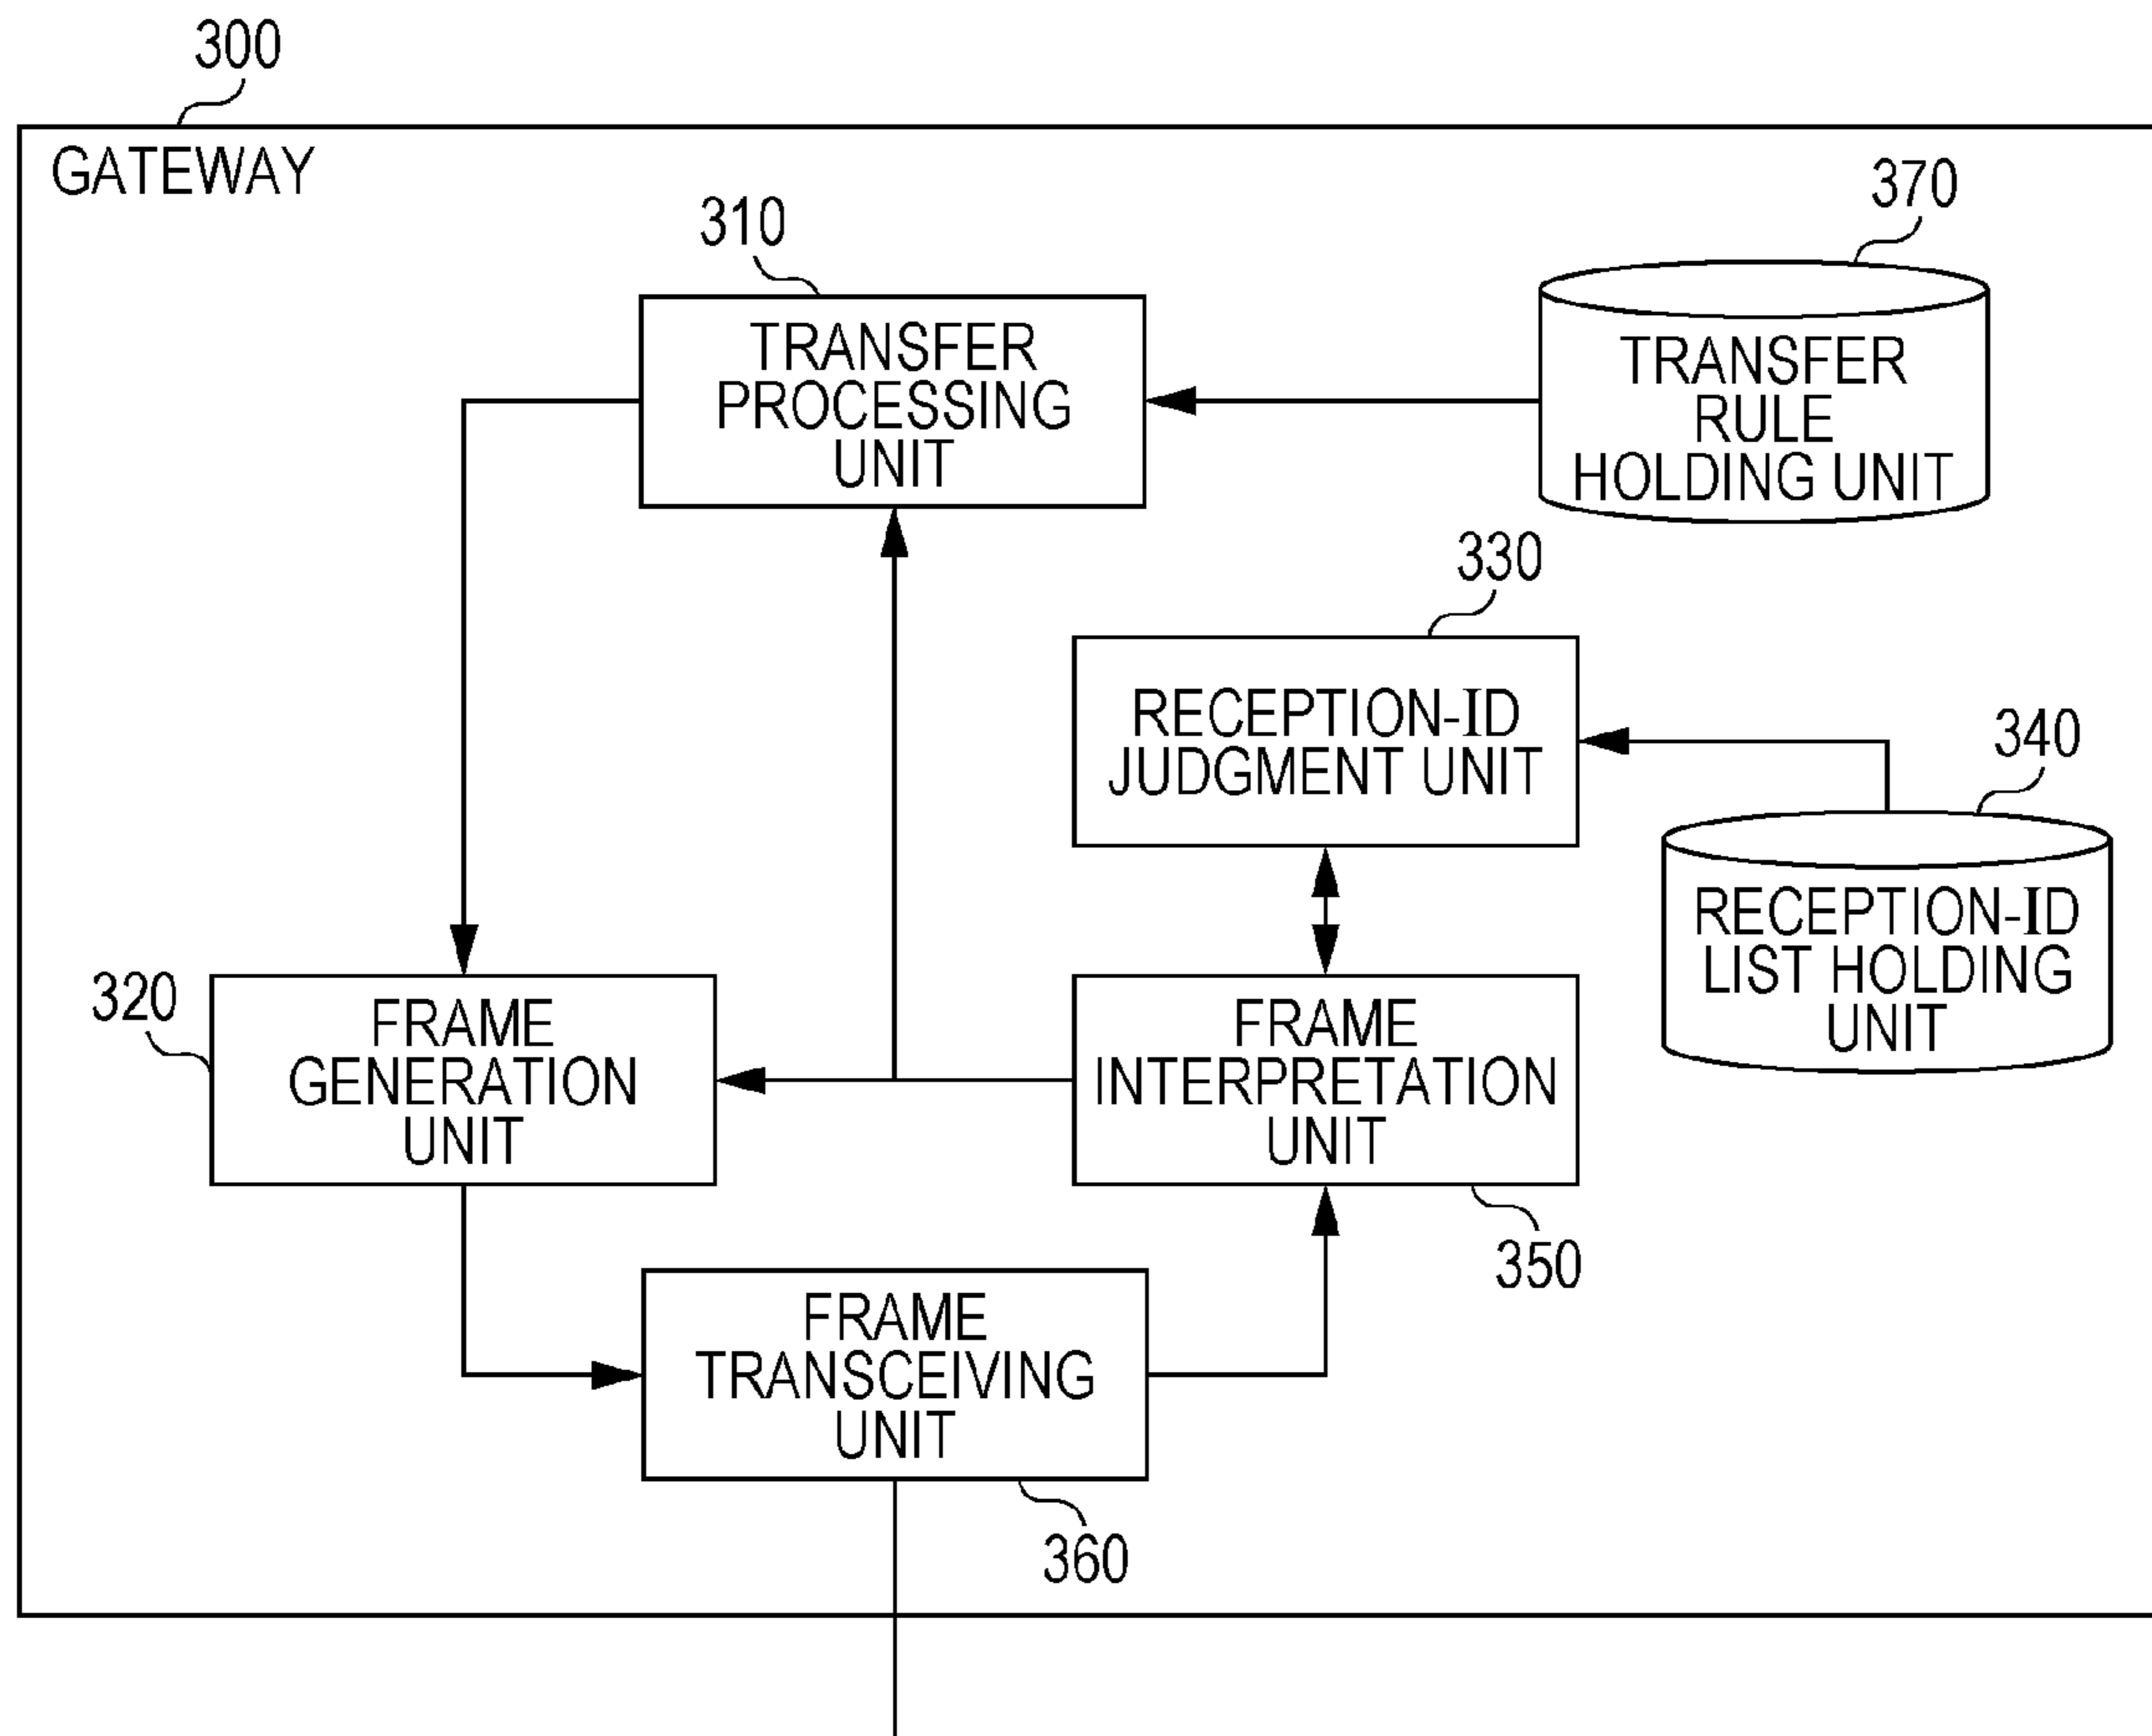 300
GATEWAY
310
TRANSFER
PROCESSING
UNIT
370
TRANSFER
RULE
HOLDING UNIT
330
RECEPTION-ID
JUDGMENT UNIT
340
RECEPTION-ID
LIST HOLDING
UNIT
320
FRAME
GENERATION
UNIT
FRAME
INTERPRETATION
UNIT
350
FRAME
TRANSCEIVING
UNIT
360